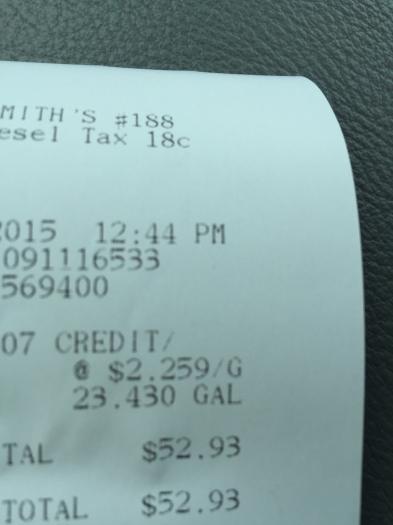 MITH'S #188
esel Tax 18c
2015 12:44 PM
091116533
569400
07 CREDIT/
@ $2.259/G
23.430 GAL
TAL $52.93
TOTAL $52.93